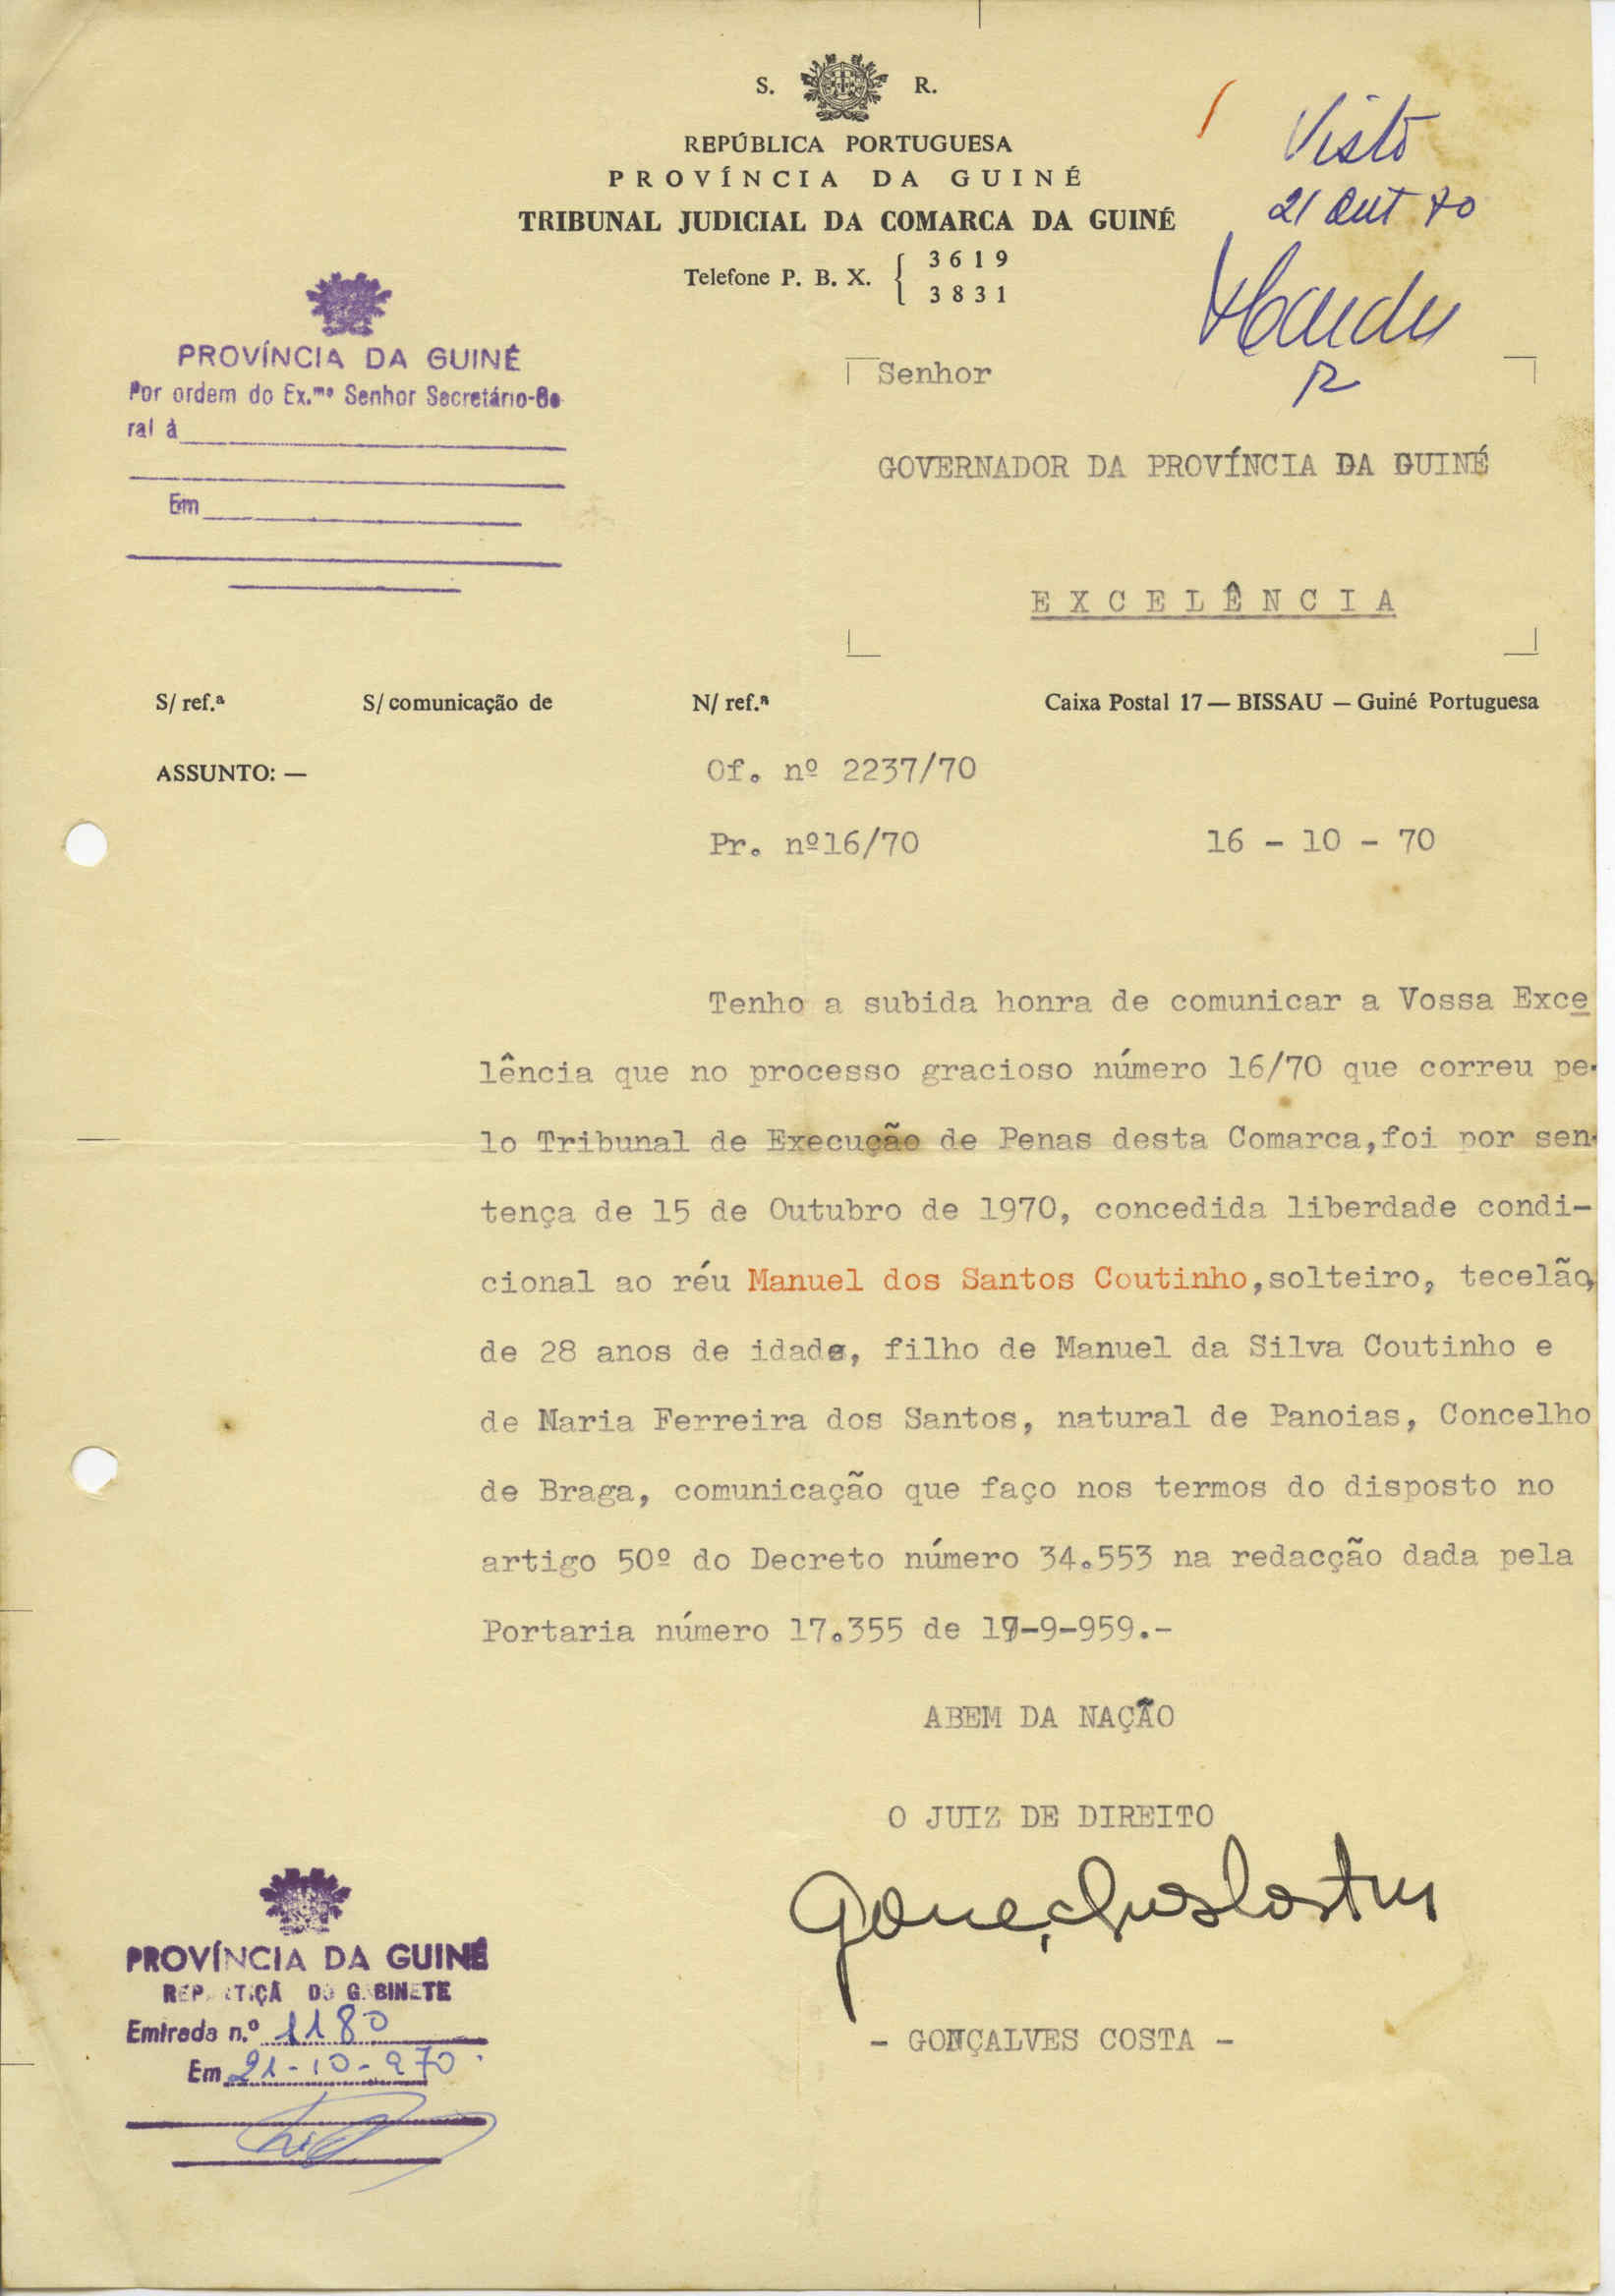 S. R.
REPÚBLICA PORTUGUESA
PROVÍNCIA DA GUINÉ
TRIBUNAL JUDICIAL DA COMARCA DA GUINÉ
Telefone P. B. X. { 3619
3831
Visto
21 Out 70
PROVÍNCIA DA GUINÉ
Por ordem do Ex.mo Senhor Secretário-Ge
ral à
Em
Senhor
GOVERNADOR DA PROVÍNCIA DA GUINÉ
EXCELÊNCIA
S/ ref.ª S/ comunicação de N/ ref.ª Caixa Postal 17 — BISSAU — Guiné Portuguesa
ASSUNTO: — Of. nº 2237/70
Pr. nº16/70 16 - 10 - 70
Tenho a subida honra de comunicar a Vossa Exce
lência que no processo gracioso número 16/70 que correu pe-
lo Tribunal de Execução de Penas desta Comarca,foi por sen-
tença de 15 de Outubro de 1970, concedida liberdade condi-
cional ao réu Manuel dos Santos Coutinho,solteiro, tecelão,
de 28 anos de idade, filho de Manuel da Silva Coutinho e
de Maria Ferreira dos Santos, natural de Panoias, Concelho
de Braga, comunicação que faço nos termos do disposto no
artigo 50º do Decreto número 34.553 na redacção dada pela
Portaria número 17.355 de 17-9-959.-
ABEM DA NAÇÃO
O JUIZ DE DIREITO
Gonçalves Costa
- GONÇALVES COSTA -
PROVÍNCIA DA GUINÉ
REPARTIÇÃO DO GABINETE
Entrada n.º 1180
Em 21-10-970